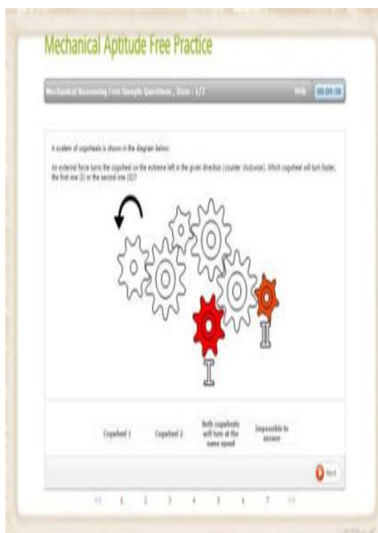 Mechanical Aptitude Free Practice
Mechanical Reasoning Free Sample Questions , Item : 1/7 Help 00:09:58
A system of cogwheels is shown in the diagram below:
An external force turns the cogwheel on the extreme left in the given direction (counter clockwise). Which cogwheel will turn faster,
the first one (I) or the second one (II)?
I
II
Cogwheel 1
Cogwheel 2
Both cogwheels
will turn at the
same speed
Impossible to
answer
Next
<< 1 2 3 4 5 6 7 >>